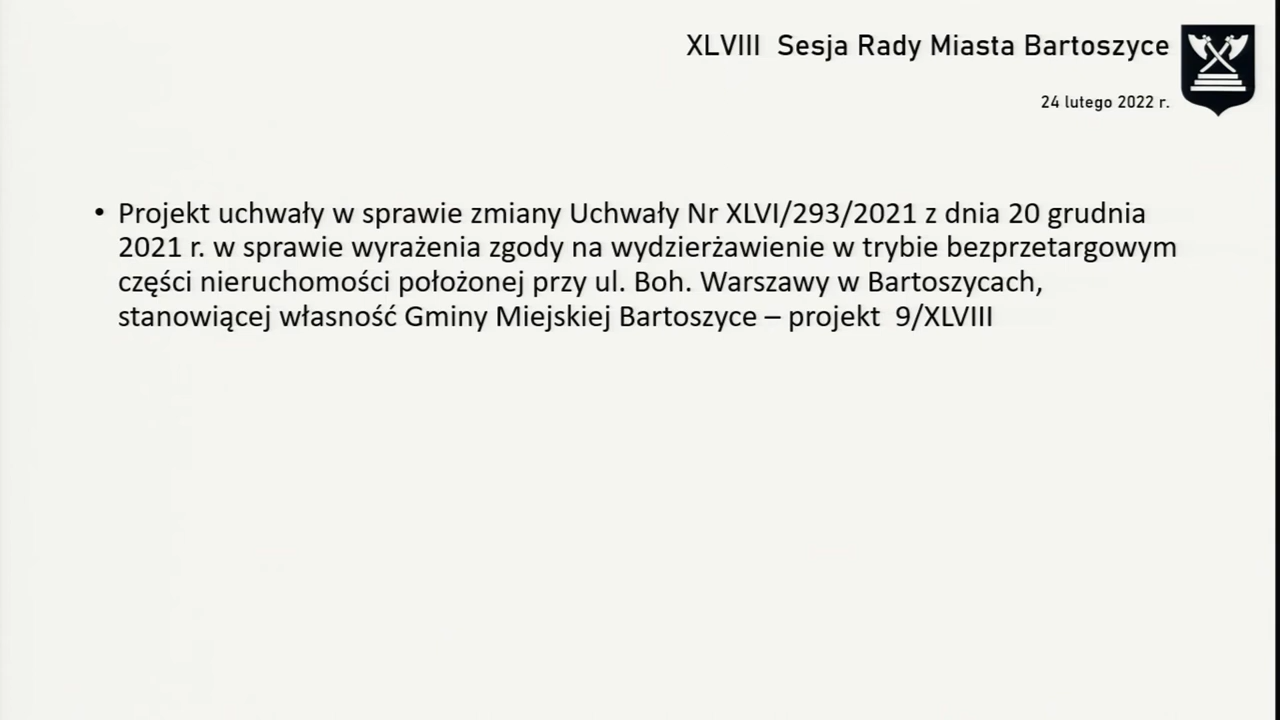 XLVIII Sesja Rady Miasta Bartoszyce
24 lutego 2022 r.
• Projekt uchwały w sprawie zmiany Uchwały Nr XLVI/293/2021 z dnia 20 grudnia
2021 r. w sprawie wyrażenia zgody na wydzierżawienie w trybie bezprzetargowym
części nieruchomości położonej przy ul. Boh. Warszawy w Bartoszycach,
stanowiącej własność Gminy Miejskiej Bartoszyce – projekt 9/XLVIII